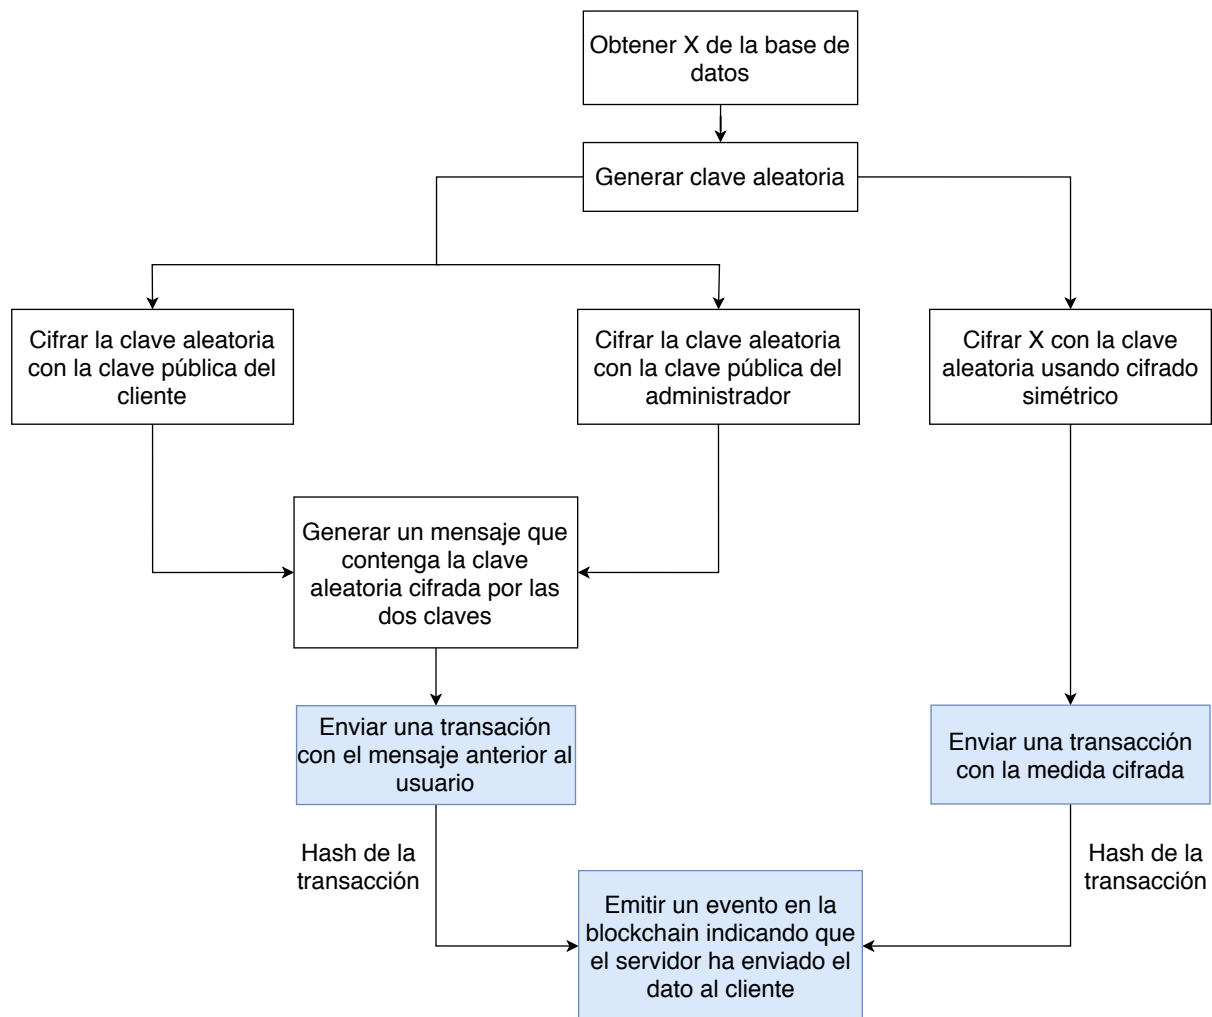 Obtener X de la base de
datos
Generar clave aleatoria
Cifrar la clave aleatoria
con la clave pública del
cliente
Cifrar la clave aleatoria
con la clave pública del
administrador
Cifrar X con la clave
aleatoria usando cifrado
simétrico
Generar un mensaje que
contenga la clave
aleatoria cifrada por las
dos claves
Enviar una transación
con el mensaje anterior al
usuario
Enviar una transacción
con la medida cifrada
Hash de la
transacción
Hash de la
transacción
Emitir un evento en la
blockchain indicando que
el servidor ha enviado el
dato al cliente